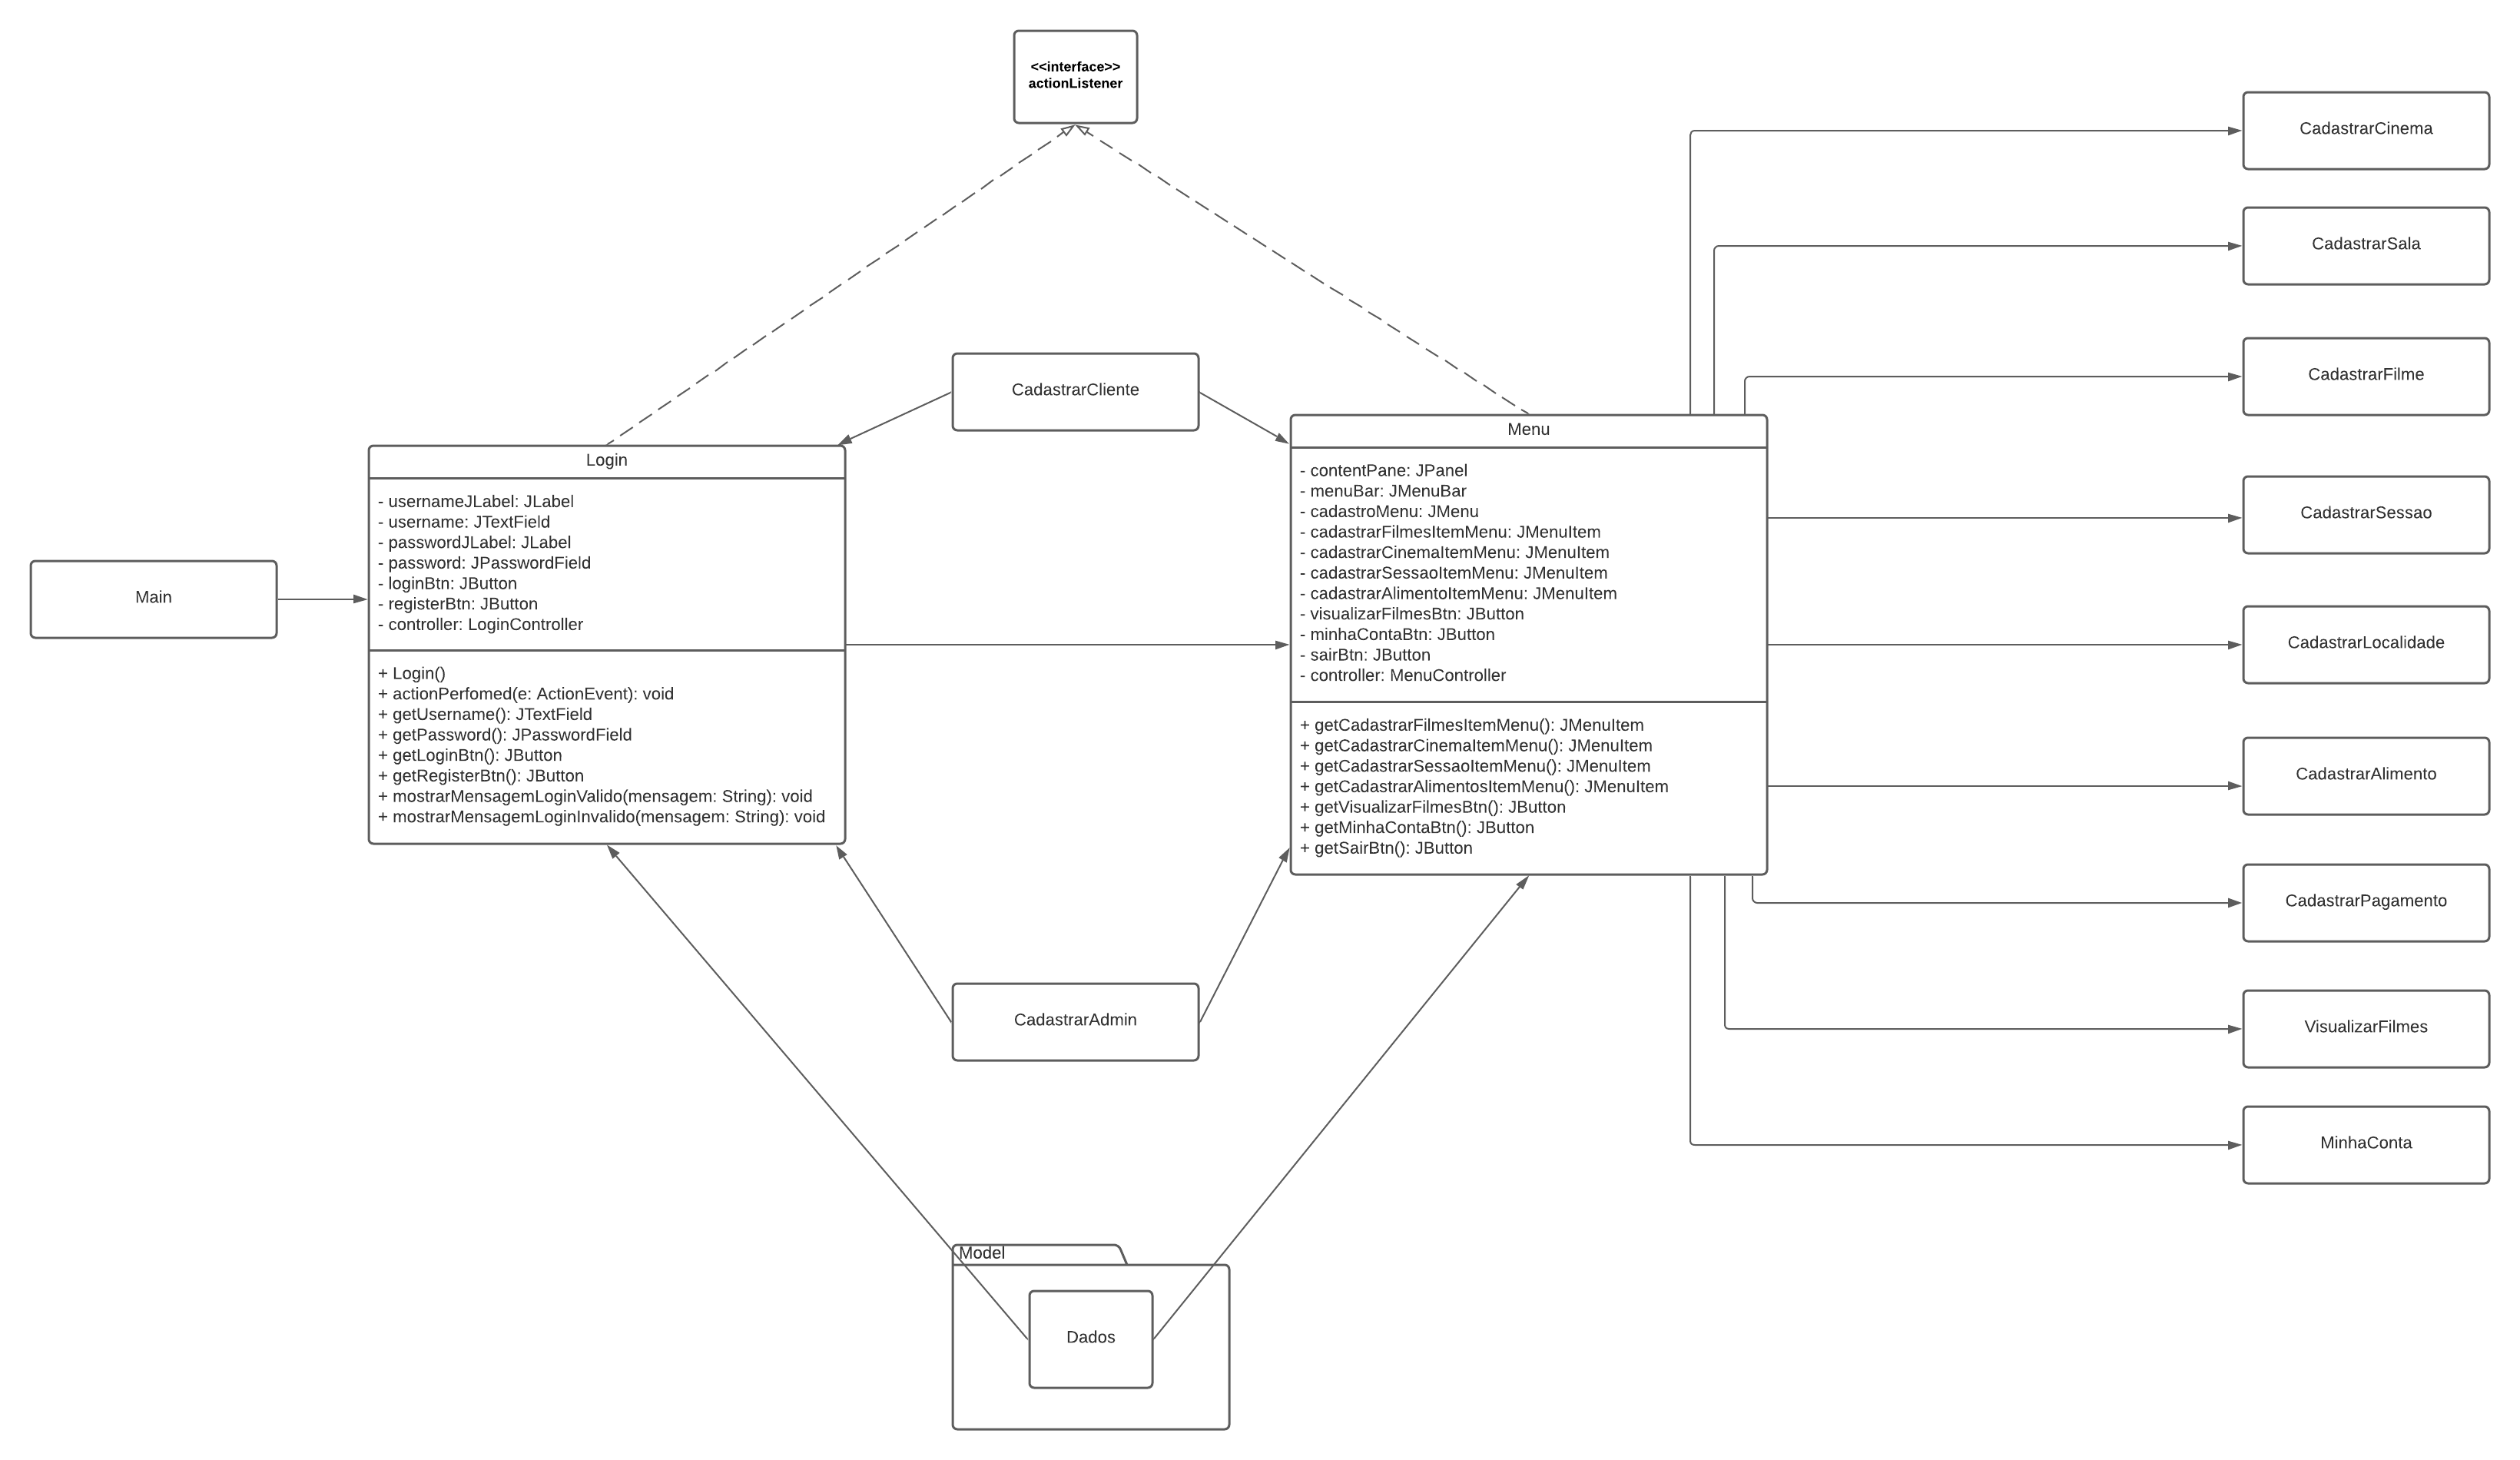 <<interface>>
actionListener
CadastrarCinema
CadastrarSala
CadastrarFilme
CadastrarCliente
Menu
- contentPane: JPanel
- menuBar: JMenuBar
- cadastroMenu: JMenu
- cadastrarFilmesItemMenu: JMenuItem
- cadastrarCinemaItemMenu: JMenuItem
- cadastrarSessaoItemMenu: JMenuItem
- cadastrarAlimentoItemMenu: JMenuItem
- visualizarFilmesBtn: JButton
- minhaContaBtn: JButton
- sairBtn: JButton
- controller: MenuController
+ getCadastrarFilmesItemMenu(): JMenuItem
+ getCadastrarCinemaItemMenu(): JMenuItem
+ getCadastrarSessaoItemMenu(): JMenuItem
+ getCadastrarAlimentosItemMenu(): JMenuItem
+ getVisualizarFilmesBtn(): JButton
+ getMinhaContaBtn(): JButton
+ getSairBtn(): JButton
Login
- usernameJLabel: JLabel
- username: JTextField
- passwordJLabel: JLabel
- password: JPasswordField
- loginBtn: JButton
- registerBtn: JButton
- controller: LoginController
+ Login()
+ actionPerfomed(e: ActionEvent): void
+ getUsername(): JTextField
+ getPassword(): JPasswordField
+ getLoginBtn(): JButton
+ getRegisterBtn(): JButton
+ mostrarMensagemLoginValido(mensagem: String): void
+ mostrarMensagemLoginInvalido(mensagem: String): void
Main
CadastrarSessao
CadastrarLocalidade
CadastrarAlimento
CadastrarPagamento
CadastrarAdmin
VisualizarFilmes
MinhaConta
Model
Dados